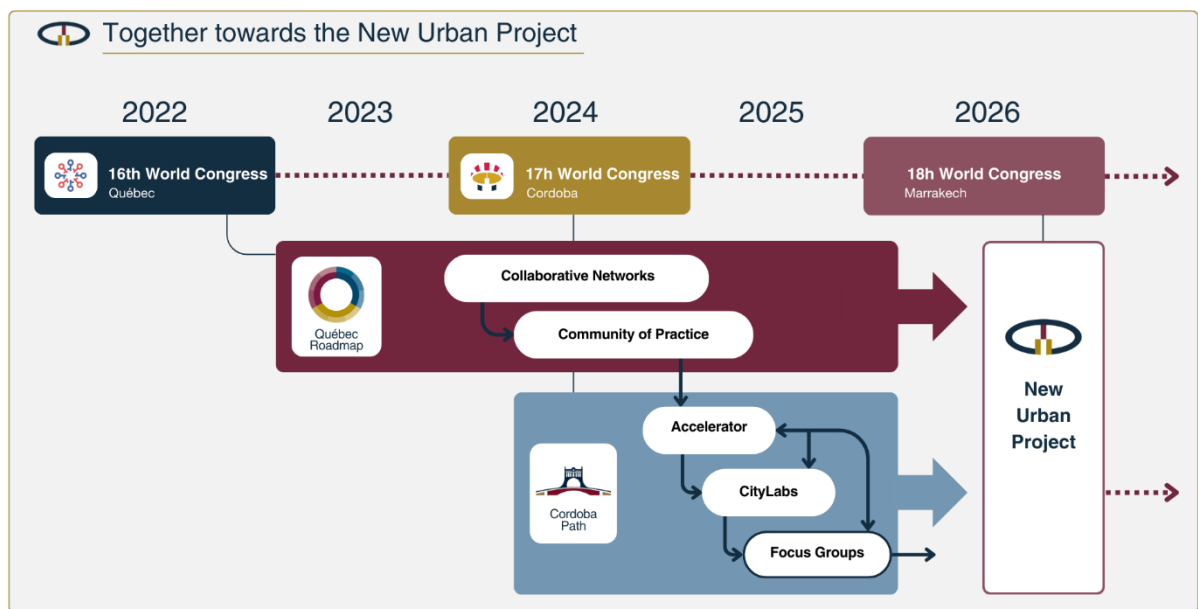 Together towards the New Urban Project
2022
2023
2024
2025
2026
16th World Congress
Québec
17h World Congress
Cordoba
18h World Congress
Marrakech
Québec
Roadmap
Collaborative Networks
Community of Practice
Cordoba
Path
Accelerator
CityLabs
Focus Groups
New
Urban
Project